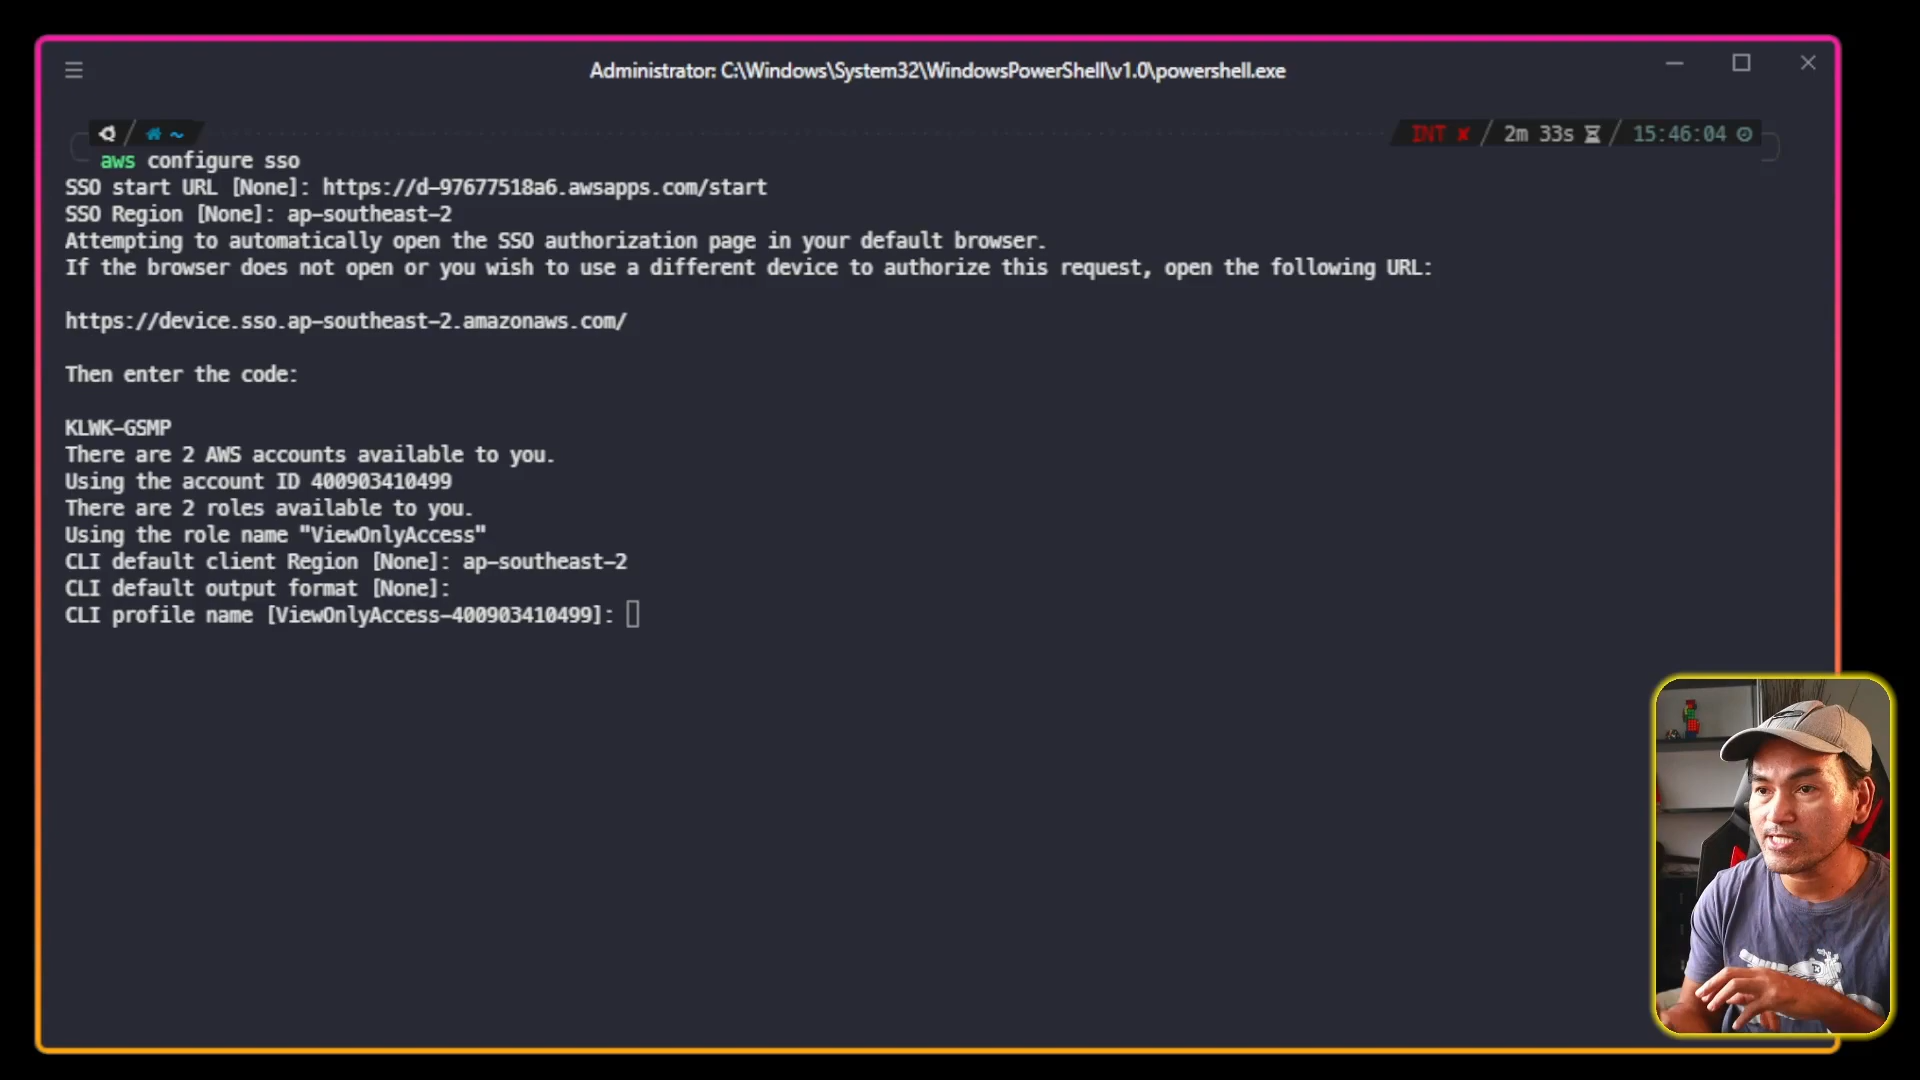 Administrator: C:\Windows\System32\WindowsPowerShell\v1.0\powershell.exe
~ INT ✘ 2m 33s 15:46:04
aws configure sso
SSO start URL [None]: https://d-97677518a6.awsapps.com/start
SSO Region [None]: ap-southeast-2
Attempting to automatically open the SSO authorization page in your default browser.
If the browser does not open or you wish to use a different device to authorize this request, open the following URL:
https://device.sso.ap-southeast-2.amazonaws.com/
Then enter the code:
KLWK-GSMP
There are 2 AWS accounts available to you.
Using the account ID 400903410499
There are 2 roles available to you.
Using the role name "ViewOnlyAccess"
CLI default client Region [None]: ap-southeast-2
CLI default output format [None]:
CLI profile name [ViewOnlyAccess-400903410499]: